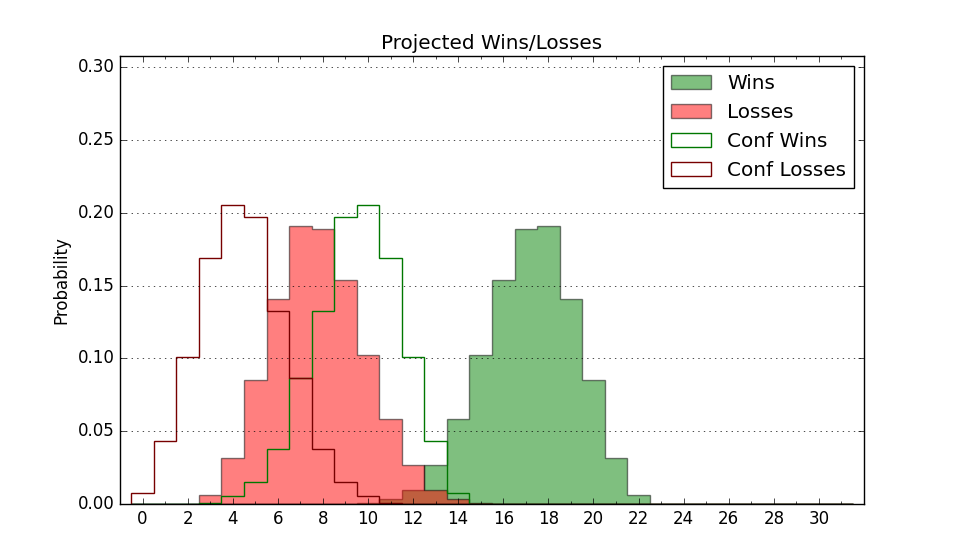 Projected Wins/Losses
0.30
0.25
0.20
0.15
0.10
0.05
0.00
Probability
Wins
Losses
Conf Wins
Conf Losses
0 2 4 6 8 10 12 14 16 18 20 22 24 26 28 30